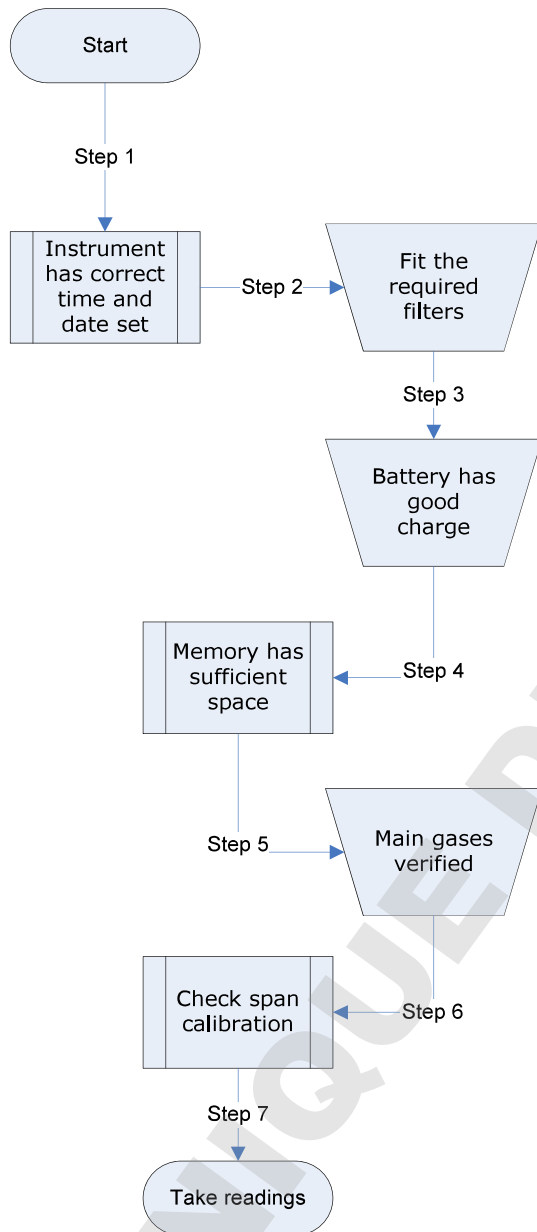 Start
Step 1
Instrument
has correct
time and
date set
Step 2
Fit the
required
filters
Step 3
Battery has
good
charge
Step 4
Memory has
sufficient
space
Step 5
Main gases
verified
Step 6
Check span
calibration
Step 7
Take readings